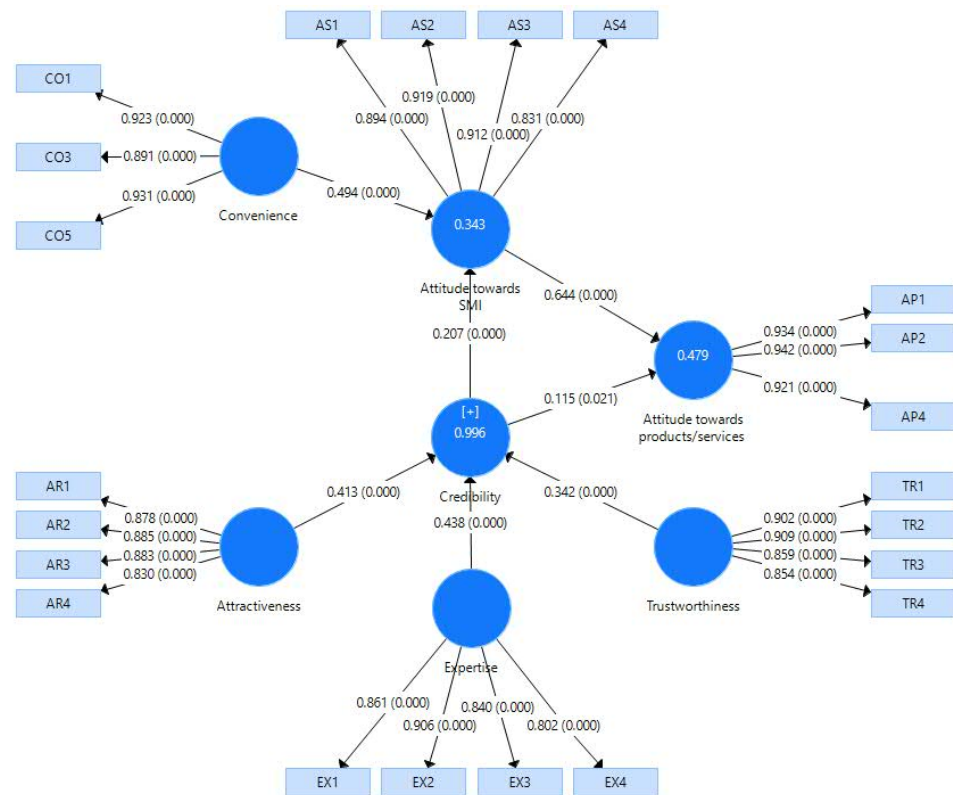 AS1 AS2 AS3 AS4
CO1
0.919 (0.000)
0.923 (0.000)
0.894 (0.000)
0.831 (0.000)
0.912 (0.000)
CO3
0.891 (0.000)
0.931 (0.000)
0.494 (0.000)
Convenience
CO5
0.343
Attitude towards
SMI
0.644 (0.000)
AP1
0.207 (0.000)
0.934 (0.000)
AP2
0.942 (0.000)
0.479
0.921 (0.000)
[+]
0.996
0.115 (0.021)
Attitude towards
products/services
AP4
AR1
0.413 (0.000)
Credibility
0.342 (0.000)
TR1
0.878 (0.000)
0.902 (0.000)
AR2
0.885 (0.000)
0.438 (0.000)
0.909 (0.000)
TR2
AR3
0.883 (0.000)
0.859 (0.000)
TR3
0.830 (0.000)
0.854 (0.000)
AR4
Attractiveness
Trustworthiness
TR4
Expertise
0.861 (0.000)
0.840 (0.000)
0.906 (0.000)
0.802 (0.000)
EX1 EX2 EX3 EX4